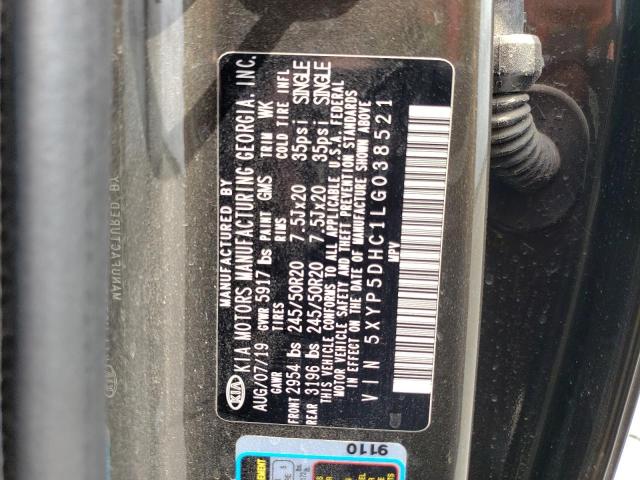 MANUFACTURED BY
KIA KIA MOTORS MANUFACTURING GEORGIA, INC.
AUG/07/19 GVWR 5917 lbs PAINT GMS TRIM WK
GAWR TIRES RIMS COLD TIRE INFL
FRONT 2954 lbs 245/50R20 7.5Jx20 35psi SINGLE
REAR 3196 lbs 245/50R20 7.5Jx20 35psi SINGLE
THIS VEHICLE CONFORMS TO ALL APPLICABLE U.S.A. FEDERAL
MOTOR VEHICLE SAFETY AND THEFT PREVENTION STANDARDS
IN EFFECT ON THE DATE OF MANUFACTURE SHOWN ABOVE
VIN 5XYP5DHC1LG038521
MPV
9110